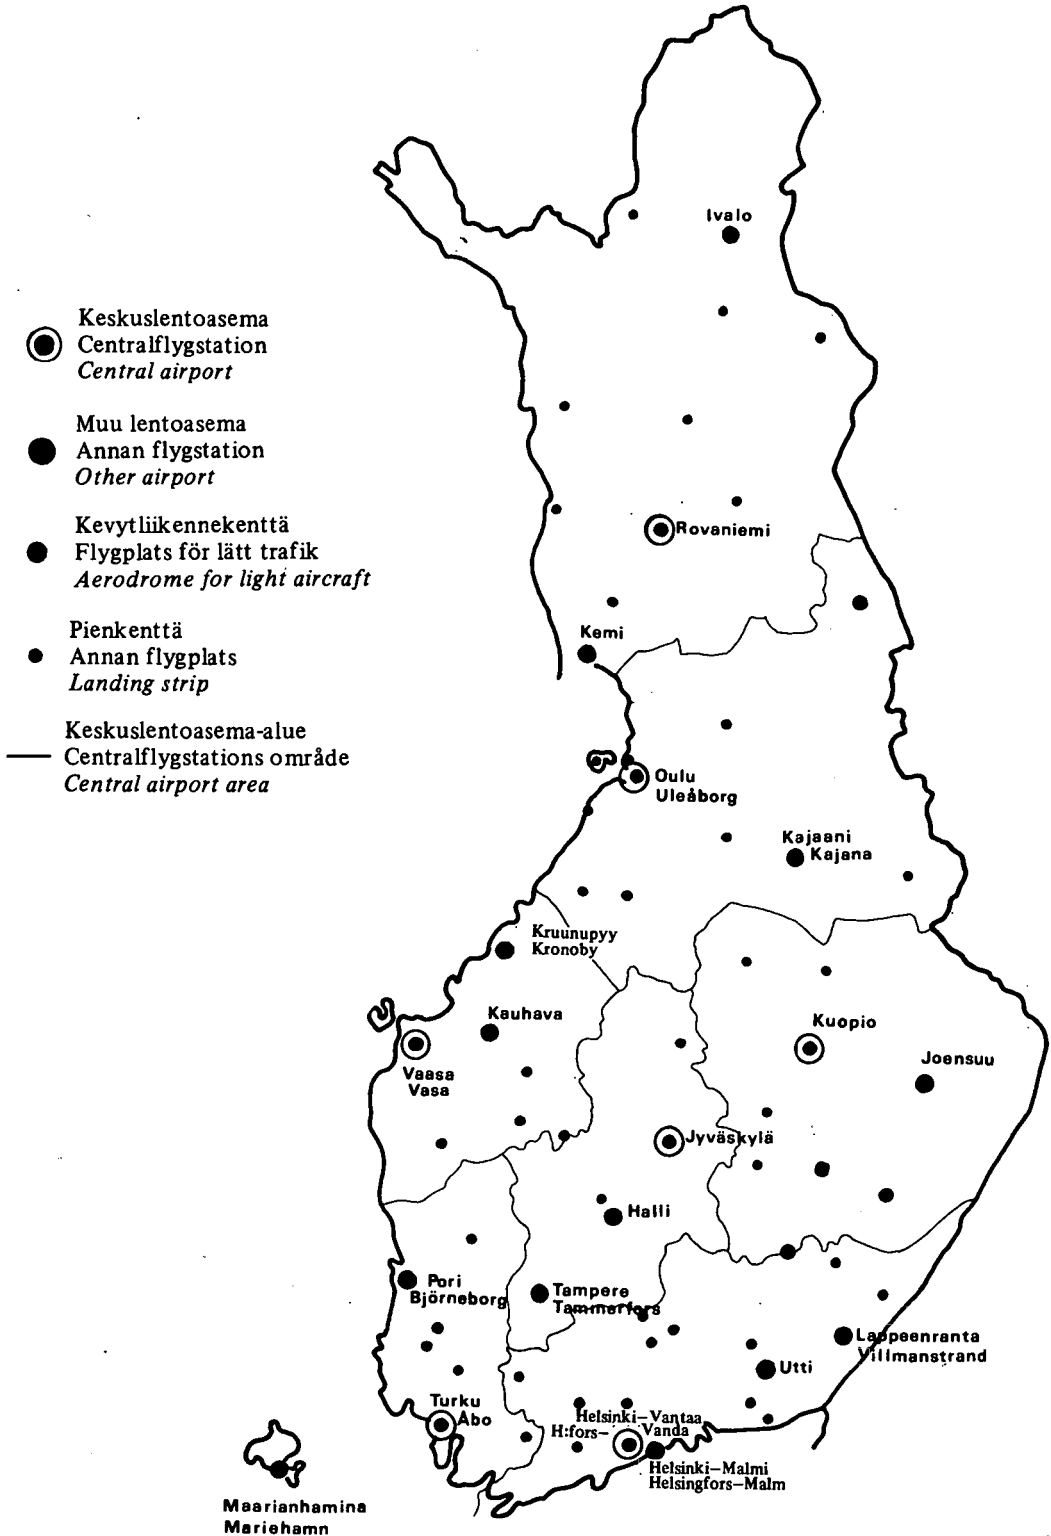 Keskuslentoasema
Centralflygstation
Central airport
Muu lentoasema
Annan flygstation
Other airport
Kevytliikennekenttä
Flygplats för lätt trafik
Aerodrome for light aircraft
Pienkenttä
Annan flygplats
Landing strip
Keskuslentoasema-alue
Centralflygstations område
Central airport area
Ivalo
Rovaniemi
Kemi
Oulu
Uleåborg
Kajaani
Kajana
Kruunupyy
Kronoby
Kauhava
Vaasa
Vasa
Kuopio
Joensuu
Jyväskylä
Halli
Pori
Björneborg
Tampere
Tammerfors
Lappeenranta
Villmanstrand
Utti
Turku
Åbo
Helsinki–Vantaa
H:fors– Vanda
Helsinki–Malmi
Helsingfors–Malm
Maarianhamina
Mariehamn